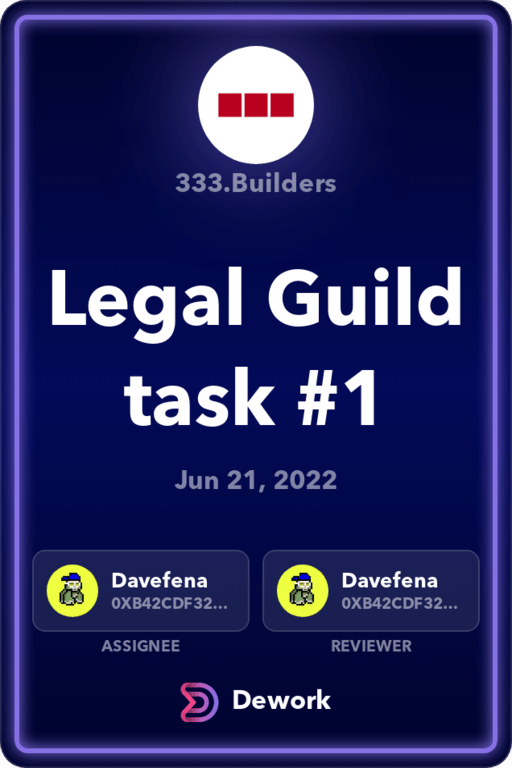 333.Builders
Legal Guild
task #1
Jun 21, 2022
Davefena
0XB42CDF32...
ASSIGNEE
Davefena
0XB42CDF32...
REVIEWER
Dework